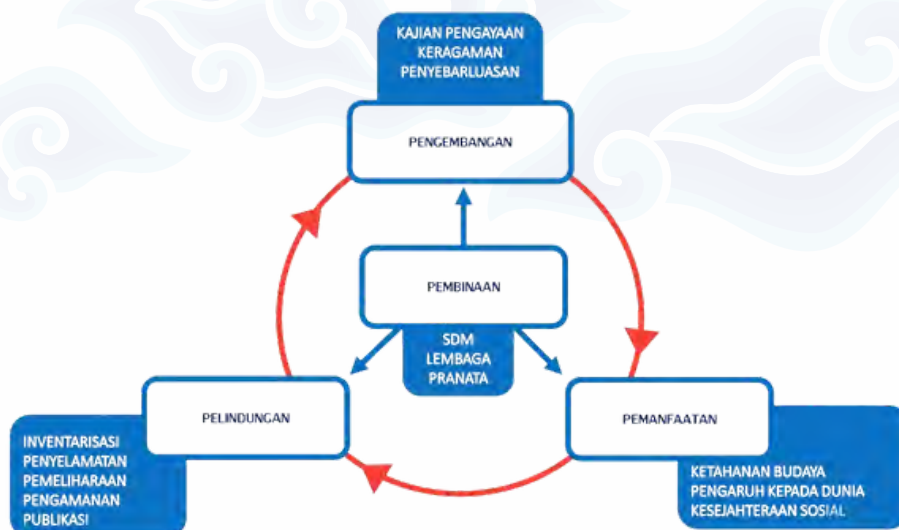 KAJIAN PENGAYAAN
KERAGAMAN
PENYEBARLUASAN
PENGEMBANGAN
PEMBINAAN
SDM
LEMBAGA
PRANATA
PELINDUNGAN
INVENTARISASI
PENYELAMATAN
PEMELIHARAAN
PENGAMANAN
PUBLIKASI
PEMANFAATAN
KETAHANAN BUDAYA
PENGARUH KEPADA DUNIA
KESEJAHTERAAN SOSIAL